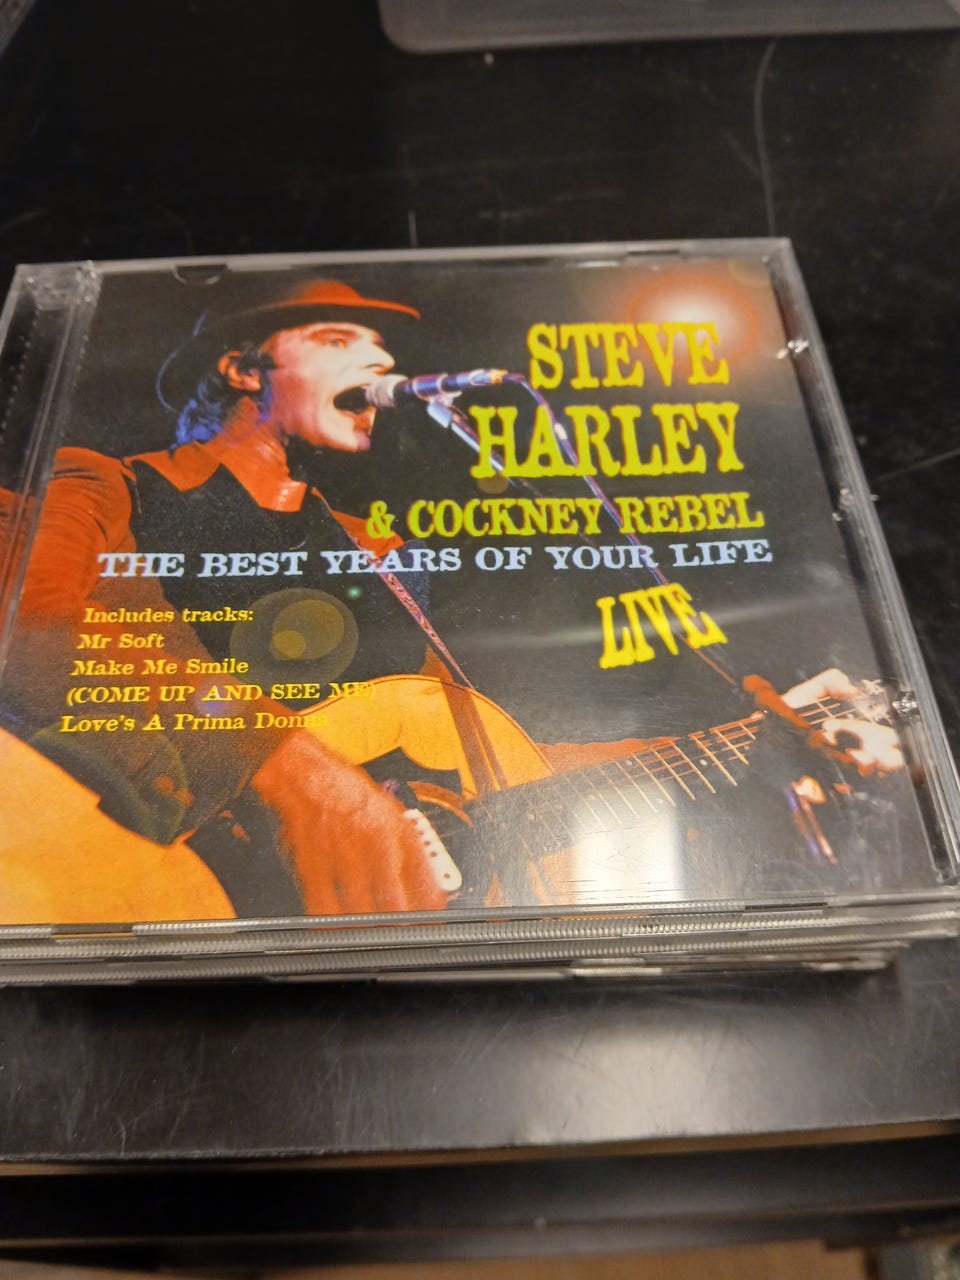 STEVE
HARLEY
& COCKNEY REBEL
THE BEST YEARS OF YOUR LIFE
LIVE
Includes tracks:
Mr Soft
Make Me Smile
(COME UP AND SEE ME)
Love's A Prima Donna